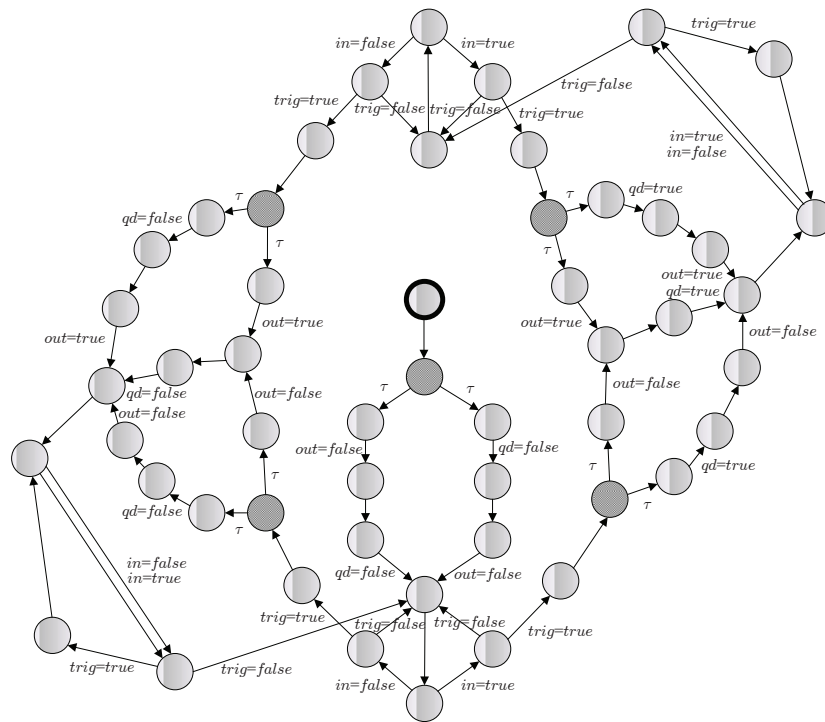 in=false
in=true
trig=true
trig=false
trig=false
trig=true
trig=true
trig=false
in=true
in=false
τ
qd=false
τ
τ
qd=true
τ
out=true
qd=true
out=true
out=true
out=true
out=false
qd=false
out=false
out=false
out=false
τ
τ
out=false
qd=false
qd=true
qd=false
τ
τ
τ
τ
in=false
in=true
qd=false
out=false
trig=true
trig=false
trig=false
trig=true
trig=true
trig=false
in=false
in=true